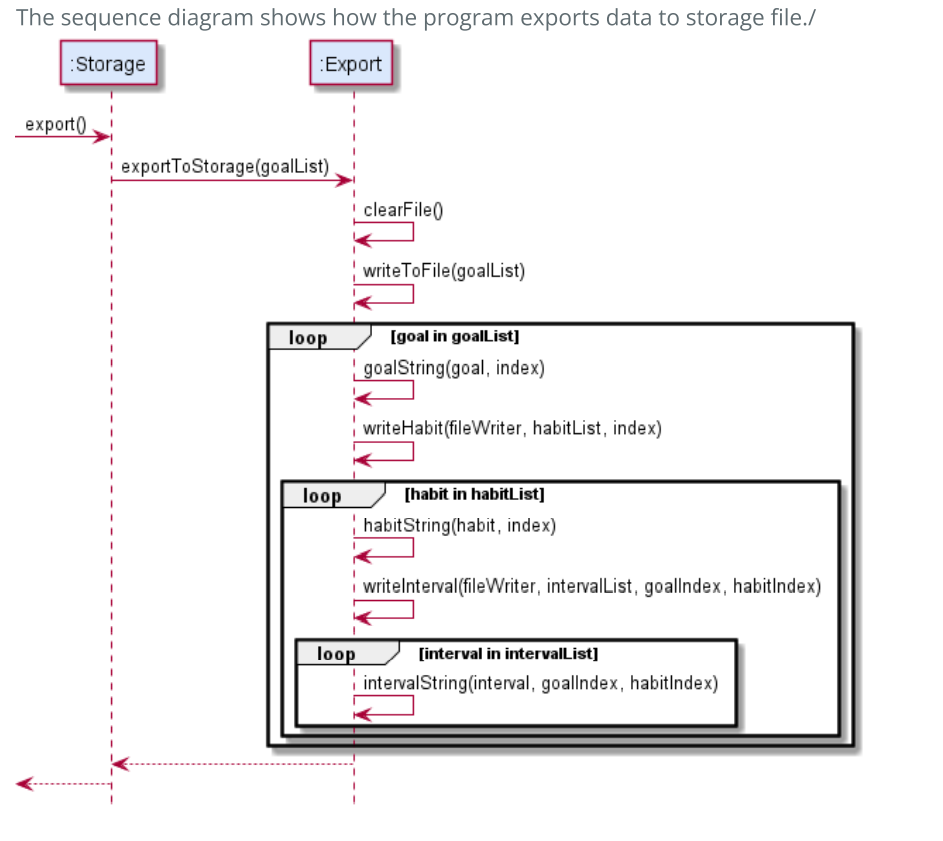 The sequence diagram shows how the program exports data to storage file./
:Storage
:Export
export()
exportToStorage(goalList)
clearFile()
writeToFile(goalList)
loop
[goal in goalList]
goalString(goal, index)
writeHabit(fileWriter, habitList, index)
loop
[habit in habitList]
habitString(habit, index)
writeInterval(fileWriter, intervalList, goalIndex, habitIndex)
loop
[interval in intervalList]
intervalString(interval, goalIndex, habitIndex)